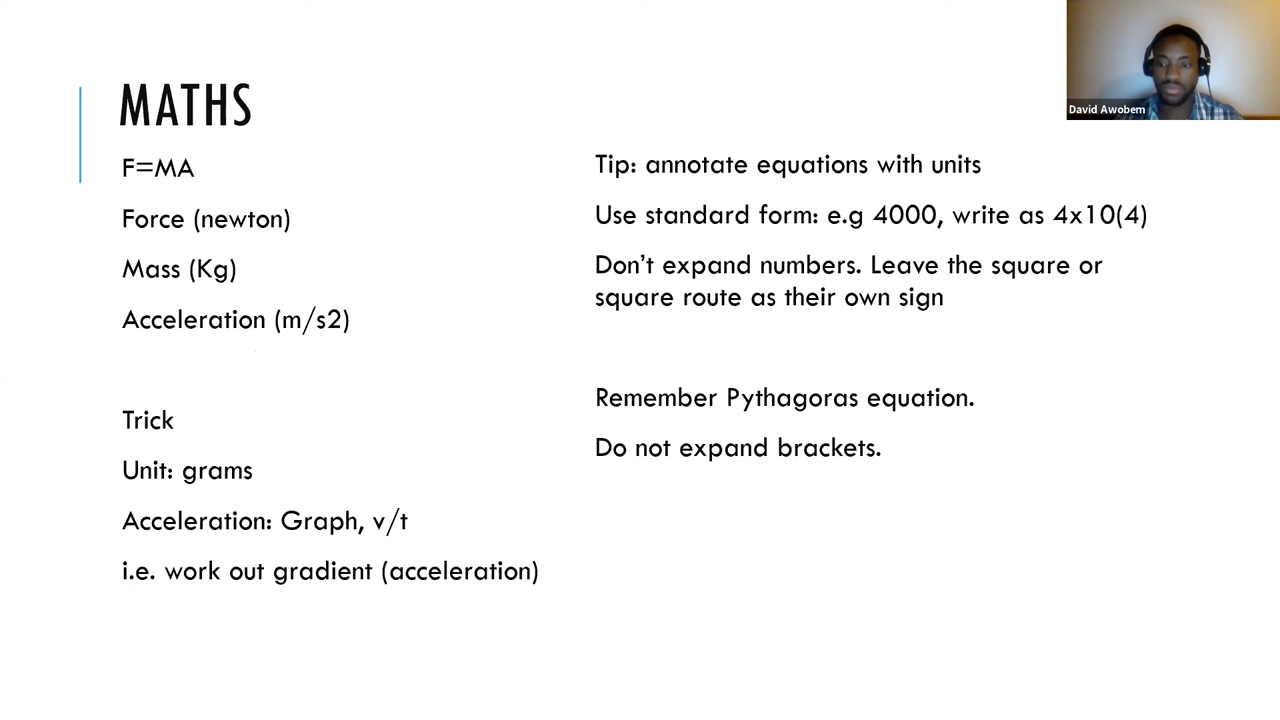 MATHS
F=MA
Force (newton)
Mass (Kg)
Acceleration (m/s2)
Trick
Unit: grams
Acceleration: Graph, v/t
i.e. work out gradient (acceleration)
Tip: annotate equations with units
Use standard form: e.g 4000, write as 4x10(4)
Don’t expand numbers. Leave the square or
square route as their own sign
Remember Pythagoras equation.
Do not expand brackets.
David Awobem